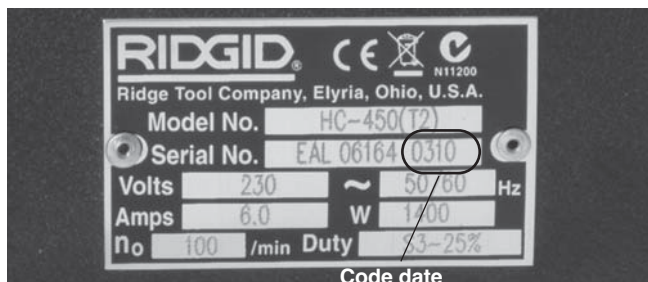 RIDGID® CE N11200
Ridge Tool Company, Elyria, Ohio, U.S.A.
Model No. HC-450(T2)
Serial No. EAL 06164 0310
Volts 230 ~ 50/60 Hz
Amps 6.0 W 1400
n₀ 100 /min Duty S3-25%
Code date